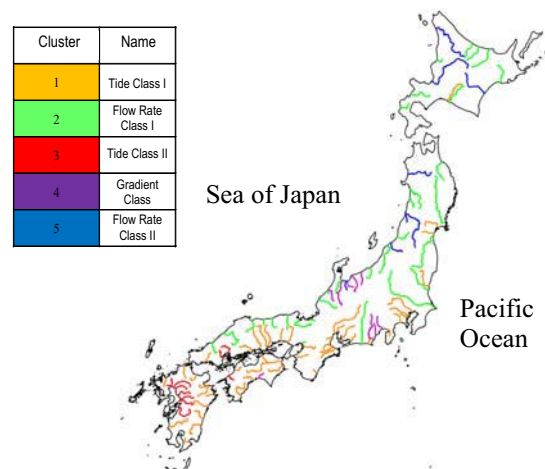 Cluster Name
1 Tide Class I
2 Flow Rate
Class I
3 Tide Class II
4 Gradient
Class
5 Flow Rate
Class II
Sea of Japan
Pacific
Ocean